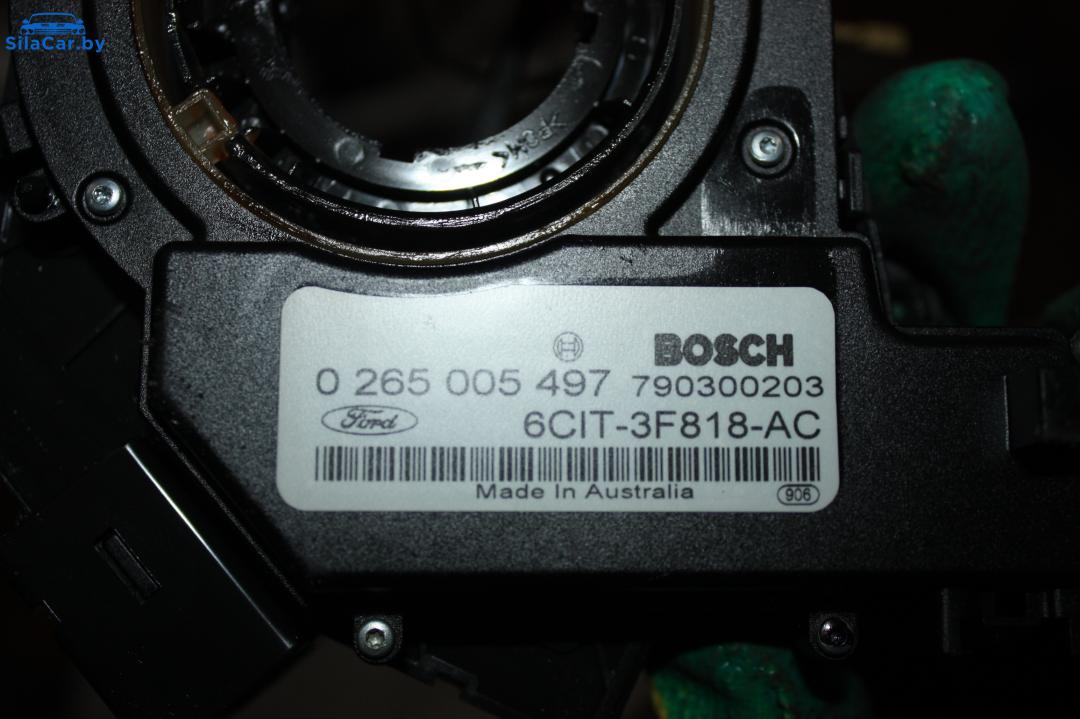 SilaCar.by
BOSCH
0 265 005 497 790300203
Ford
6CIT-3F818-AC
Made In Australia
906